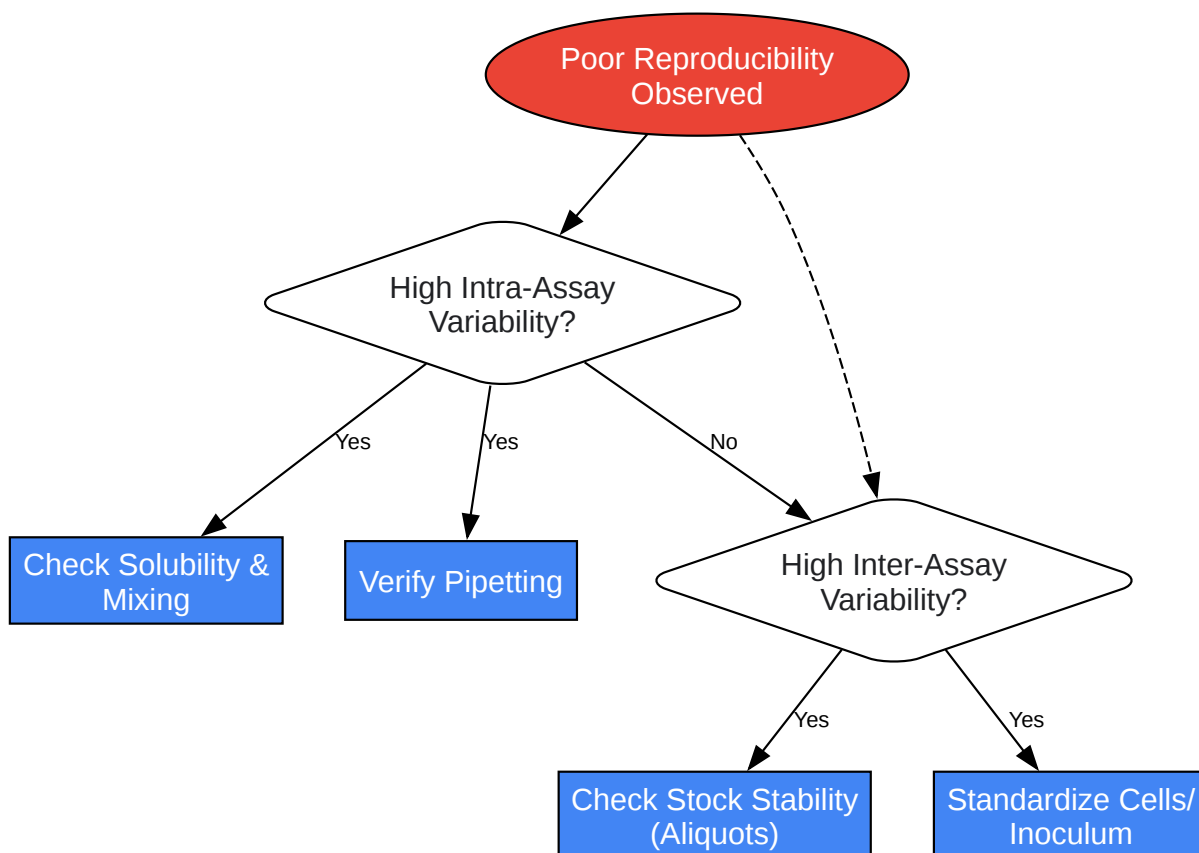 Poor Reproducibility
Observed
High Intra-Assay
Variability?
Yes
Yes
No
Check Solubility &
Mixing
Verify Pipetting
High Inter-Assay
Variability?
Yes
Yes
Check Stock Stability
(Aliquots)
Standardize Cells/
Inoculum